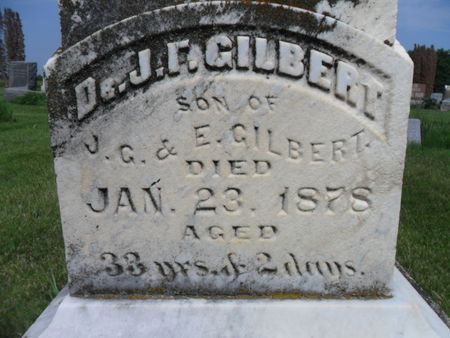 Dr. J. F. GILBERT
SON OF
J. G. & E. GILBERT.
DIED
JAN. 23. 1878
AGED
33 yrs. & 2 days.